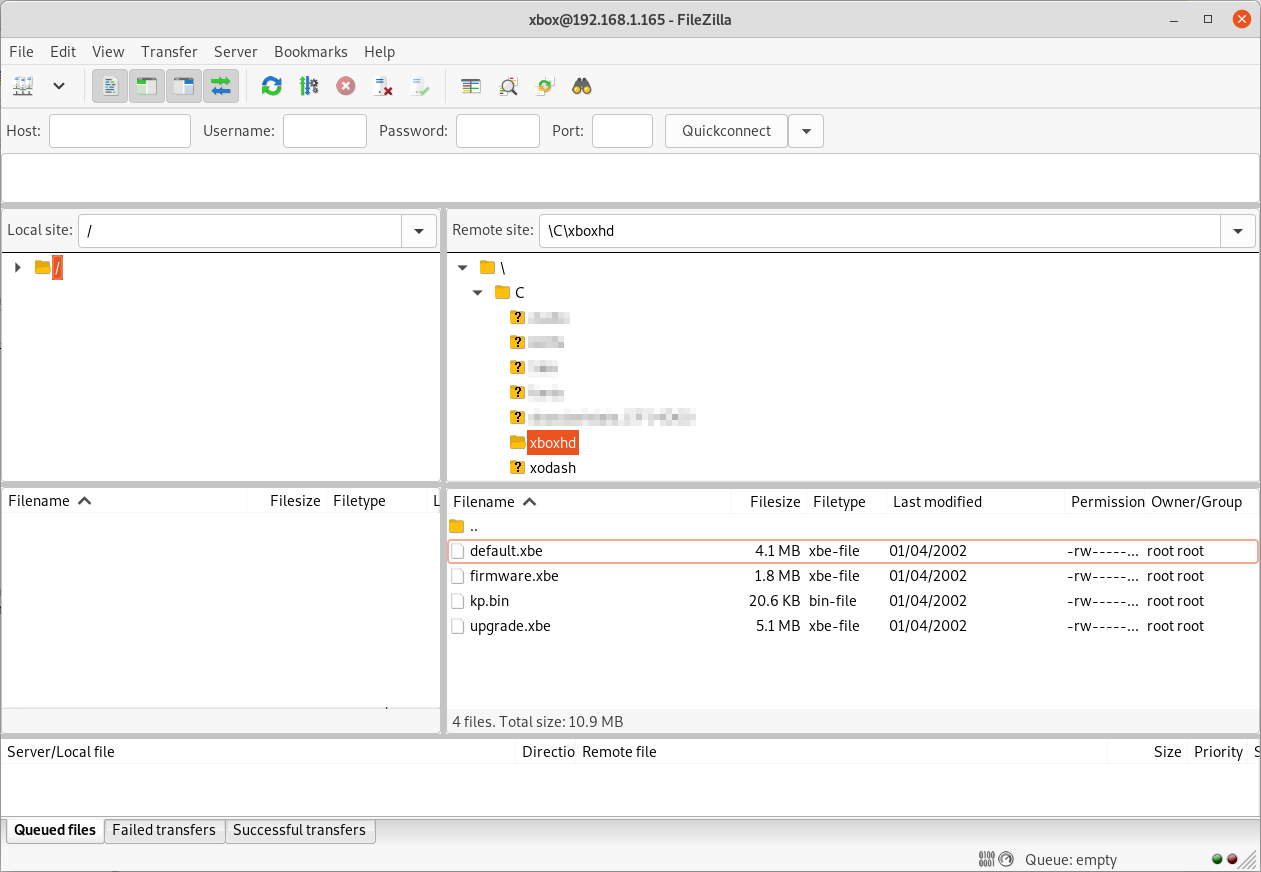 xbox@192.168.1.165 - FileZilla
File Edit View Transfer Server Bookmarks Help
Host: Username: Password: Port: Quickconnect
Local site: /
Remote site: \C\xboxhd
/
\
C
xboxhd
xodash
Filename Filesize Filetype L
Filename Filesize Filetype Last modified Permission Owner/Group
..
default.xbe 4.1 MB xbe-file 01/04/2002 -rw-----... root root
firmware.xbe 1.8 MB xbe-file 01/04/2002 -rw-----... root root
kp.bin 20.6 KB bin-file 01/04/2002 -rw-----... root root
upgrade.xbe 5.1 MB xbe-file 01/04/2002 -rw-----... root root
4 files. Total size: 10.9 MB
Server/Local file Directio Remote file Size Priority S
Queued files Failed transfers Successful transfers
Queue: empty